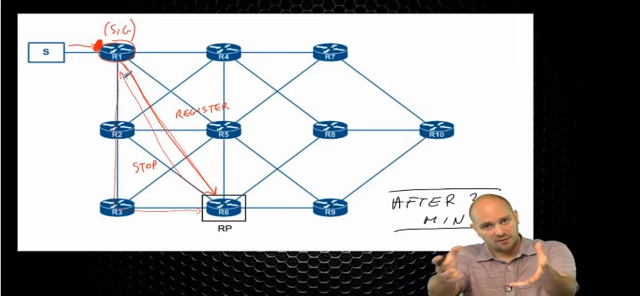 (S,G)
S
R1
R4
R7
REGISTER
R2
R5
R8
R10
STOP
R3
R6
R9
RP
AFTER
MIN